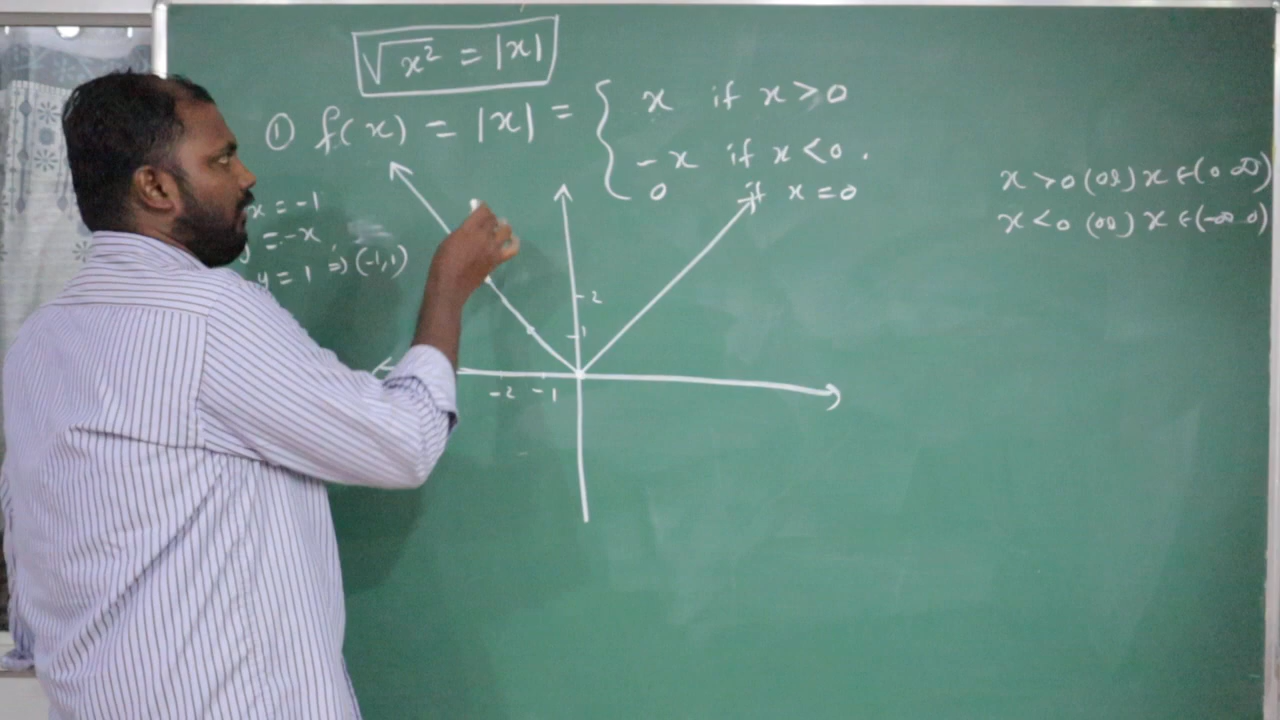 √x² = |x|
① f(x) = |x| = { x if x > 0
-x if x < 0 .
0 if x = 0
x = -1
= -x
y = 1 ⇒ (-1,1)
2
1
-2 -1
x > 0 (or) x ∈ (0 ∞)
x < 0 (or) x ∈ (-∞ 0)